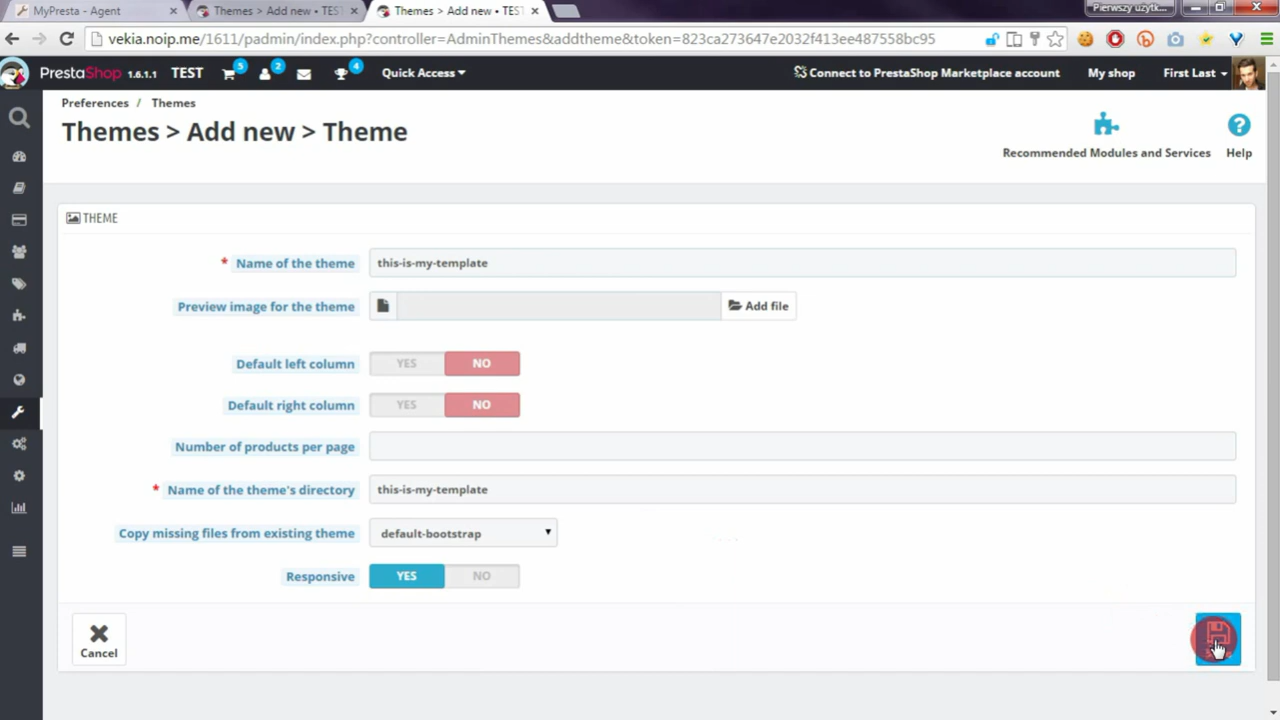 MyPresta - Agent
Themes > Add new • TEST
Themes > Add new • TEST
Pierwszy użytk...
vekia.noip.me/1611/padmin/index.php?controller=AdminThemes&addtheme&token=823ca273647e2032f413ee487558bc95
PrestaShop 1.6.1.1 TEST 5 2 4 Quick Access Connect to PrestaShop Marketplace account My shop First Last
Preferences / Themes
Themes > Add new > Theme
Recommended Modules and Services
Help
THEME
* Name of the theme this-is-my-template
Preview image for the theme Add file
Default left column YES NO
Default right column YES NO
Number of products per page
* Name of the theme's directory this-is-my-template
Copy missing files from existing theme default-bootstrap
Responsive YES NO
Cancel